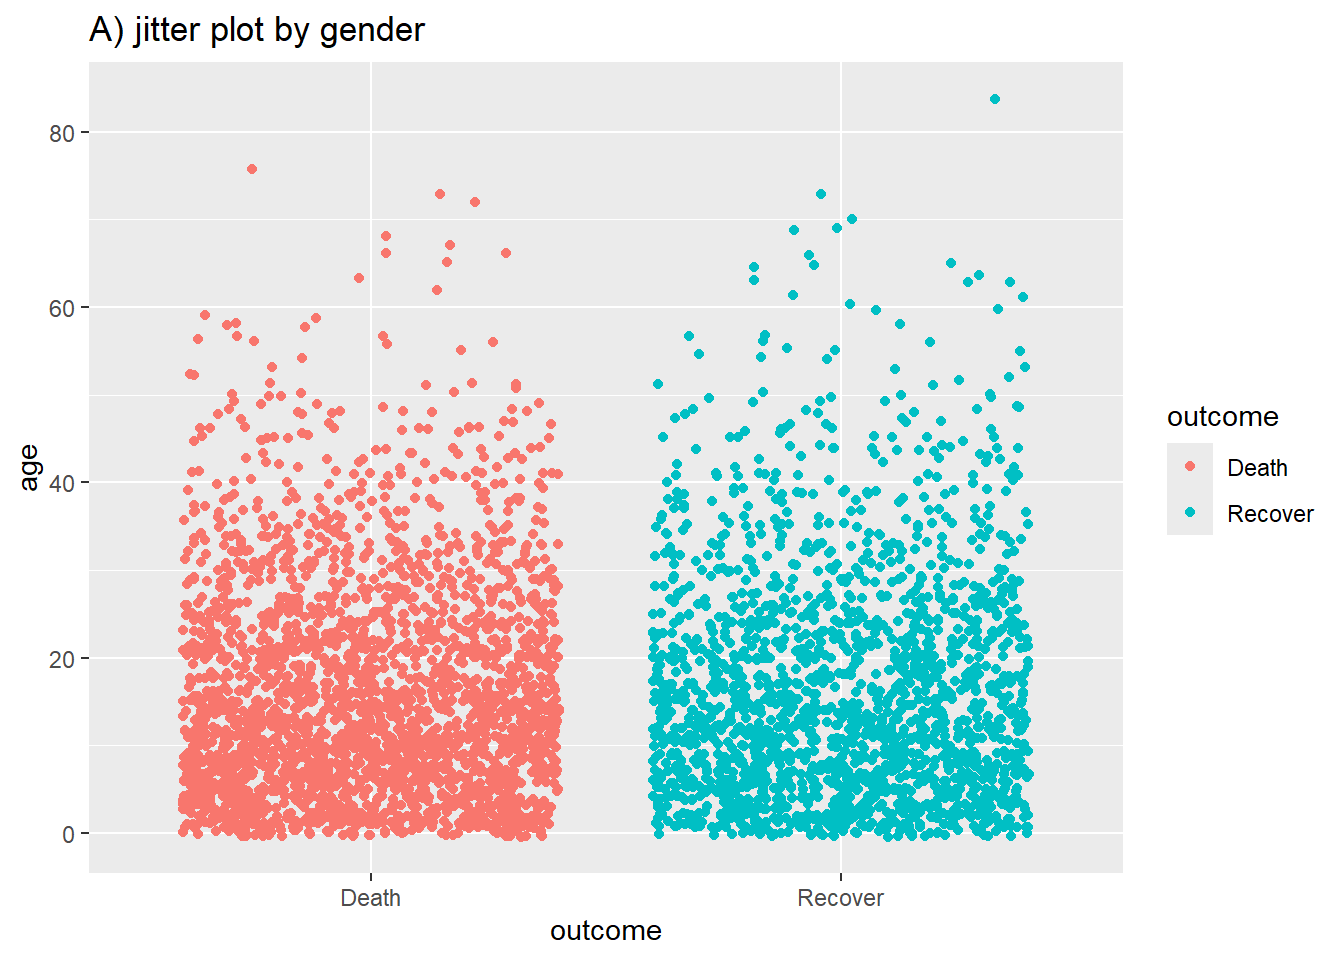 A) jitter plot by gender
80
60
40
20
0
age
Death
Recover
outcome
outcome
Death
Recover